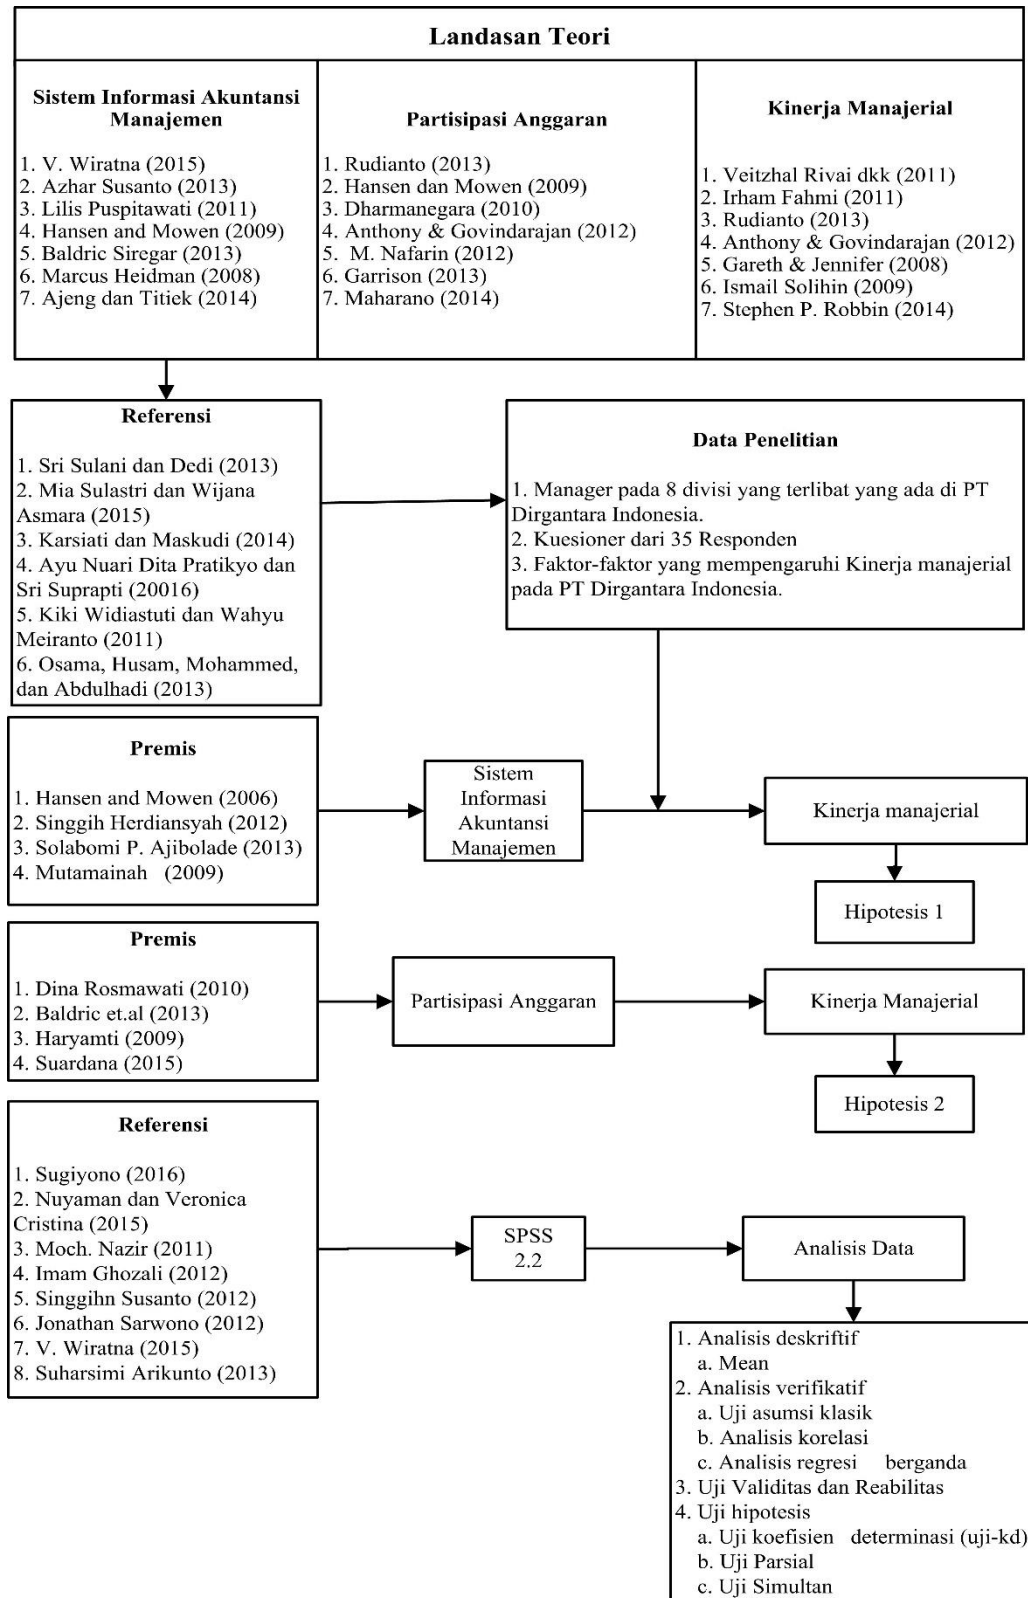 Landasan Teori
Sistem Informasi Akuntansi
Manajemen
1. V. Wiratna (2015)
2. Azhar Susanto (2013)
3. Lilis Puspitawati (2011)
4. Hansen and Mowen (2009)
5. Baldric Siregar (2013)
6. Marcus Heidman (2008)
7. Ajeng dan Titiek (2014)
Partisipasi Anggaran
1. Rudianto (2013)
2. Hansen dan Mowen (2009)
3. Dharmanegara (2010)
4. Anthony & Govindarajan (2012)
5. M. Nafarin (2012)
6. Garrison (2013)
7. Maharano (2014)
Kinerja Manajerial
1. Veitzhal Rivai dkk (2011)
2. Irham Fahmi (2011)
3. Rudianto (2013)
4. Anthony & Govindarajan (2012)
5. Gareth & Jennifer (2008)
6. Ismail Solihin (2009)
7. Stephen P. Robbin (2014)
Referensi
1. Sri Sulani dan Dedi (2013)
2. Mia Sulastri dan Wijana
Asmara (2015)
3. Karsiati dan Maskudi (2014)
4. Ayu Nuari Dita Pratikyo dan
Sri Suprapti (20016)
5. Kiki Widiastuti dan Wahyu
Meiranto (2011)
6. Osama, Husam, Mohammed,
dan Abdulhadi (2013)
Data Penelitian
1. Manager pada 8 divisi yang terlibat yang ada di PT
Dirgantara Indonesia.
2. Kuesioner dari 35 Responden
3. Faktor-faktor yang mempengaruhi Kinerja manajerial
pada PT Dirgantara Indonesia.
Premis
1. Hansen and Mowen (2006)
2. Singgih Herdiansyah (2012)
3. Solabomi P. Ajibolade (2013)
4. Mutamainah (2009)
Sistem
Informasi
Akuntansi
Manajemen
Kinerja manajerial
Hipotesis 1
Premis
1. Dina Rosmawati (2010)
2. Baldric et.al (2013)
3. Haryamti (2009)
4. Suardana (2015)
Partisipasi Anggaran
Kinerja Manajerial
Hipotesis 2
Referensi
1. Sugiyono (2016)
2. Nuyaman dan Veronica
Cristina (2015)
3. Moch. Nazir (2011)
4. Imam Ghozali (2012)
5. Singgihn Susanto (2012)
6. Jonathan Sarwono (2012)
7. V. Wiratna (2015)
8. Suharsimi Arikunto (2013)
SPSS
2.2
Analisis Data
1. Analisis deskriftif
a. Mean
2. Analisis verifikatif
a. Uji asumsi klasik
b. Analisis korelasi
c. Analisis regresi berganda
3. Uji Validitas dan Reabilitas
4. Uji hipotesis
a. Uji koefisien determinasi (uji-kd)
b. Uji Parsial
c. Uji Simultan